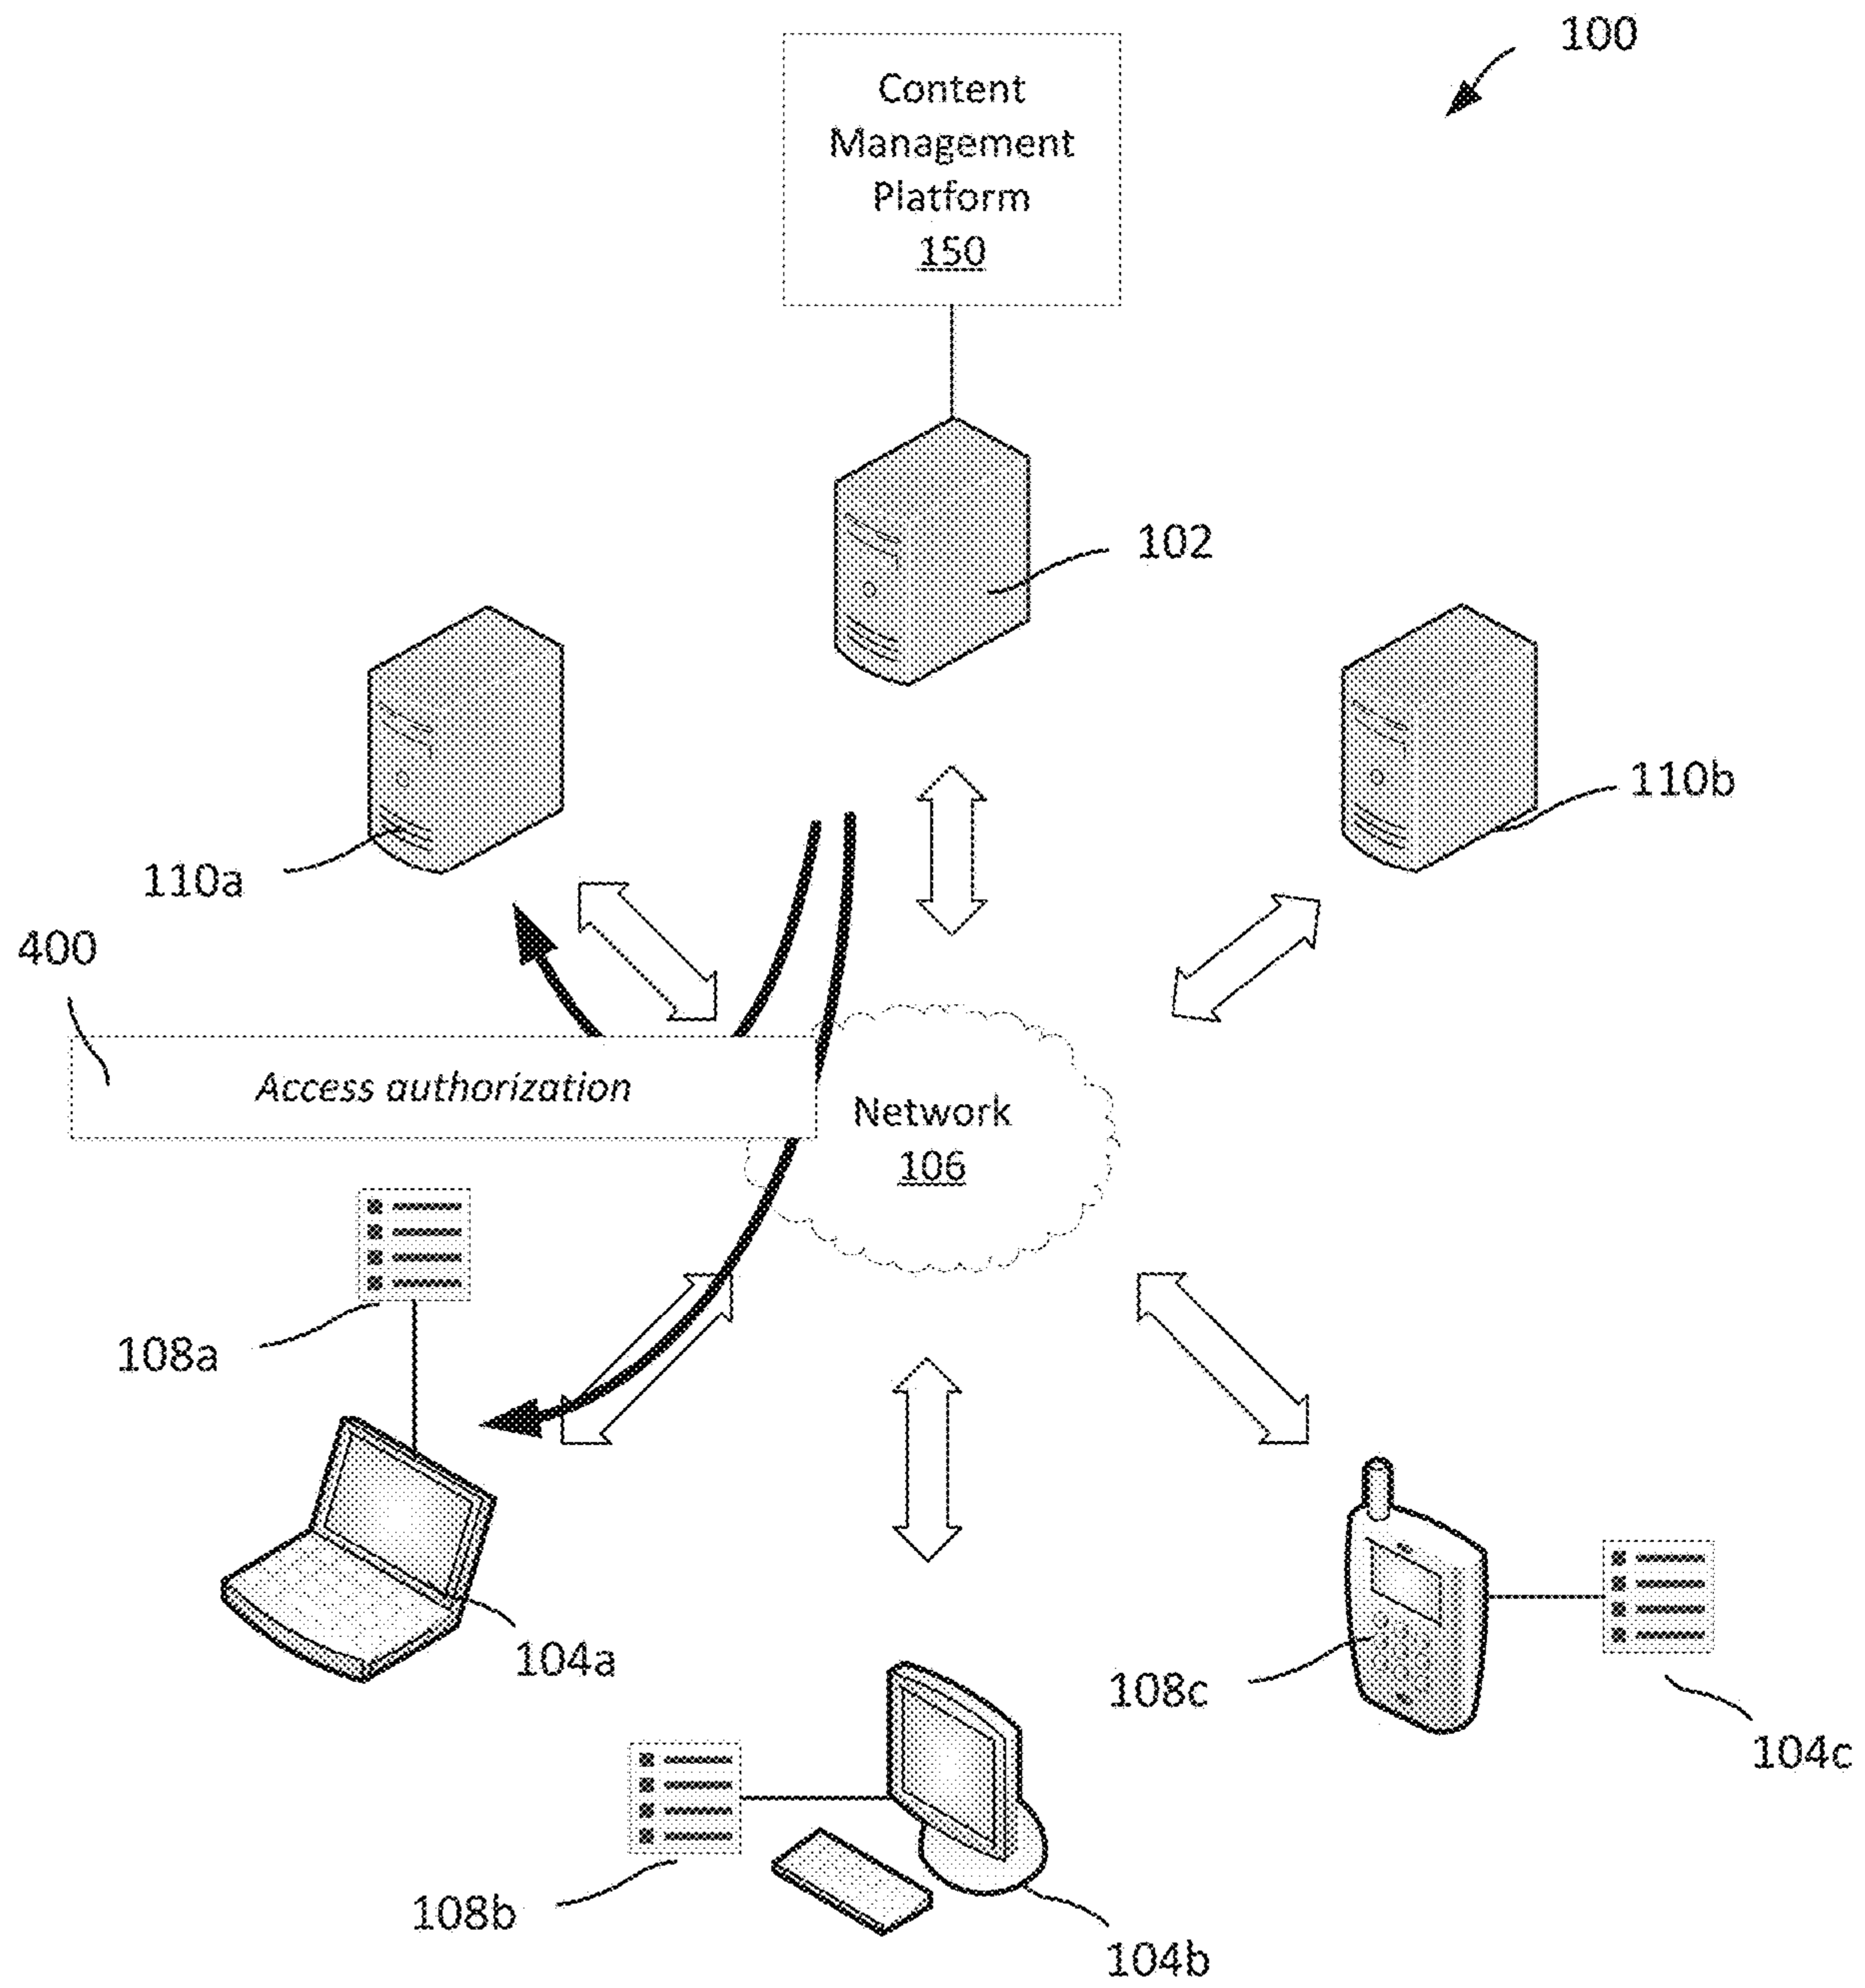 100
Content
Management
Platform
150
102
110b
110a
400
Access authorization
Network
106
108a
104a
108c
104c
108b
104b